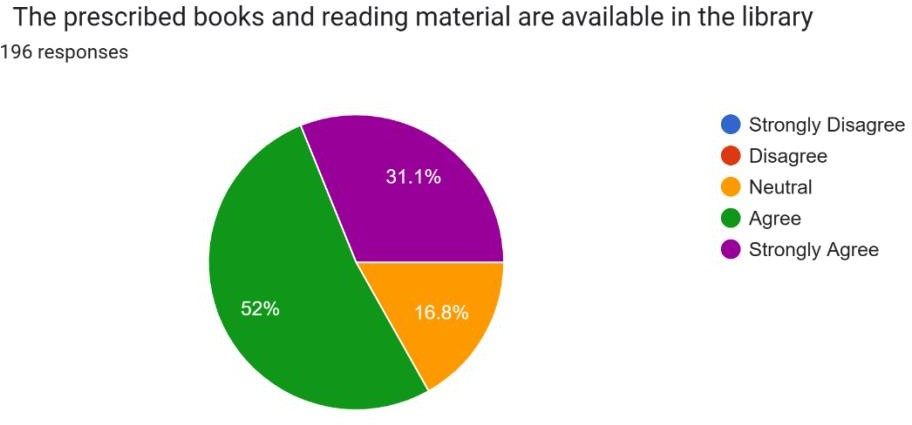 The prescribed books and reading material are available in the library
196 responses
31.1%
52%
16.8%
Strongly Disagree
Disagree
Neutral
Agree
Strongly Agree